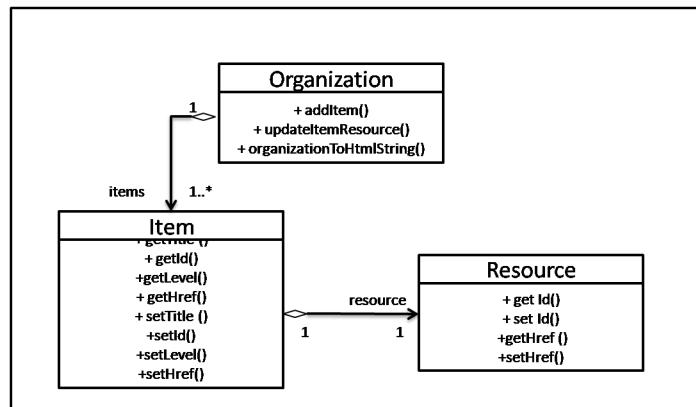 Organization
+ addItem()
+ updateItemResource()
+ organizationToHtmlString()
1
items
1..*
Item
+ getTitle ()
+ getId()
+getLevel()
+ getHref()
+ setTitle ()
+setId()
+setLevel()
+setHref()
resource
1
1
Resource
+ get Id()
+ set Id()
+getHref ()
+setHref()